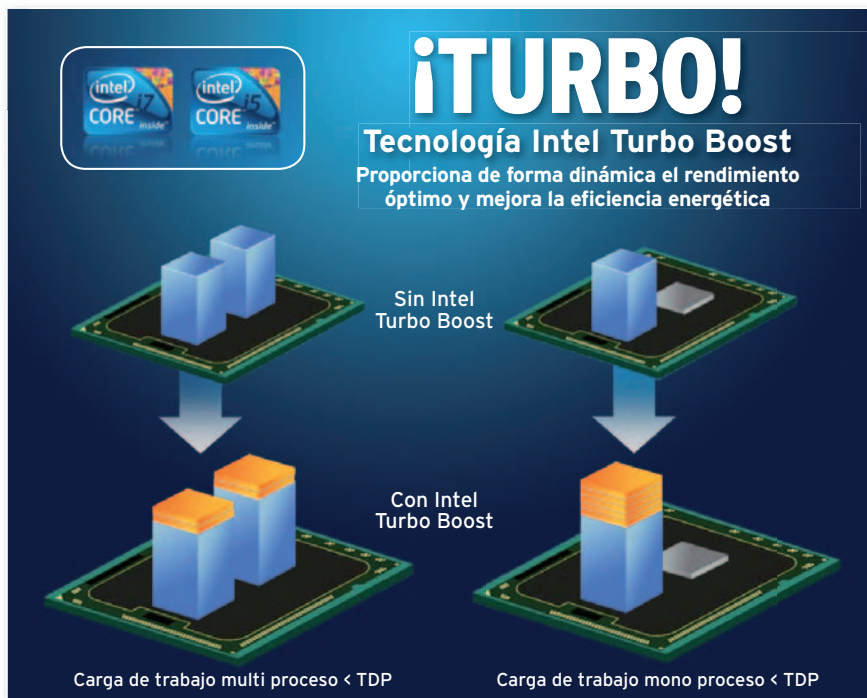 intel
CORE i7
inside™
intel
CORE i5
inside™
¡TURBO!
Tecnología Intel Turbo Boost
Proporciona de forma dinámica el rendimiento
óptimo y mejora la eficiencia energética
Sin Intel
Turbo Boost
Con Intel
Turbo Boost
Carga de trabajo multi proceso < TDP
Carga de trabajo mono proceso < TDP